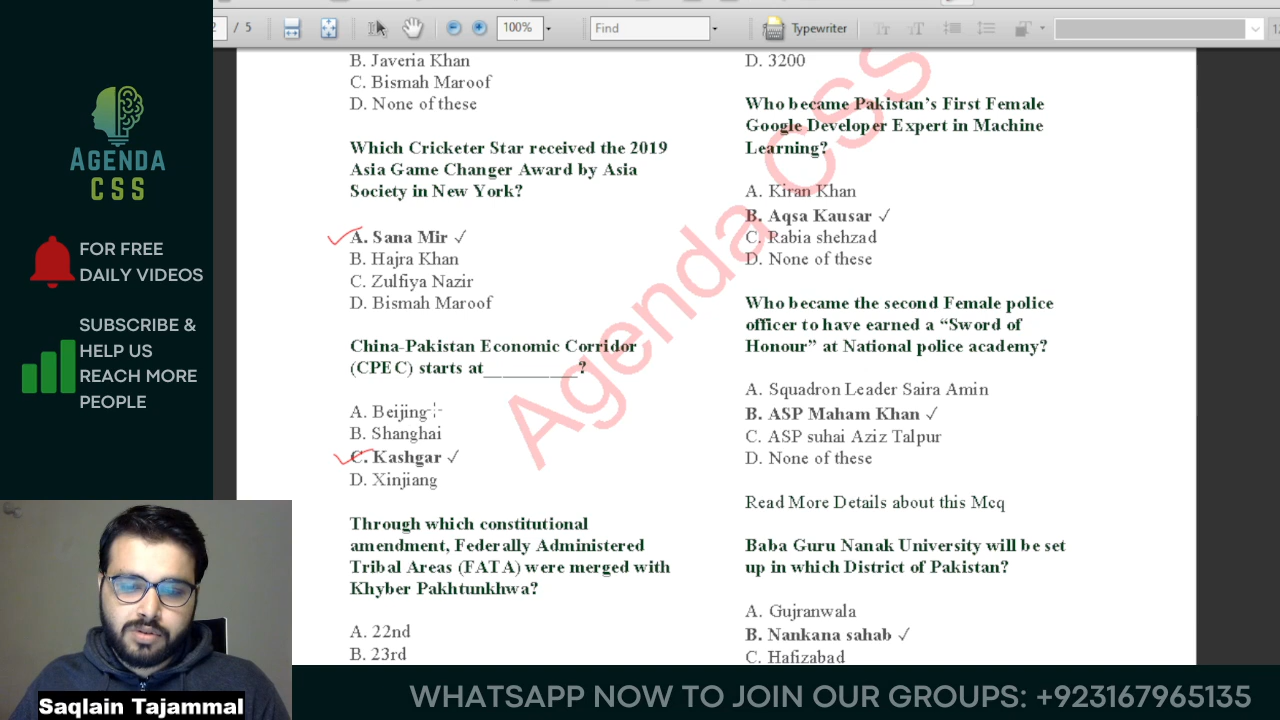 2 / 5
100%
Find
Typewriter
AGENDA
CSS
FOR FREE
DAILY VIDEOS
SUBSCRIBE &
HELP US
REACH MORE
PEOPLE
B. Javeria Khan
C. Bismah Maroof
D. None of these
Which Cricketer Star received the 2019
Asia Game Changer Award by Asia
Society in New York?
A. Sana Mir ✓
B. Hajra Khan
C. Zulfiya Nazir
D. Bismah Maroof
China-Pakistan Economic Corridor
(CPEC) starts at__________?
A. Beijing
B. Shanghai
C. Kashgar ✓
D. Xinjiang
Through which constitutional
amendment, Federally Administered
Tribal Areas (FATA) were merged with
Khyber Pakhtunkhwa?
A. 22nd
B. 23rd
D. 3200
Who became Pakistan's First Female
Google Developer Expert in Machine
Learning?
A. Kiran Khan
B. Aqsa Kausar ✓
C. Rabia shehzad
D. None of these
Who became the second Female police
officer to have earned a “Sword of
Honour” at National police academy?
A. Squadron Leader Saira Amin
B. ASP Maham Khan ✓
C. ASP suhai Aziz Talpur
D. None of these
Read More Details about this Mcq
Baba Guru Nanak University will be set
up in which District of Pakistan?
A. Gujranwala
B. Nankana sahab ✓
C. Hafizabad
Agenda CSS
Saqlain Tajammal
WHATSAPP NOW TO JOIN OUR GROUPS: +923167965135